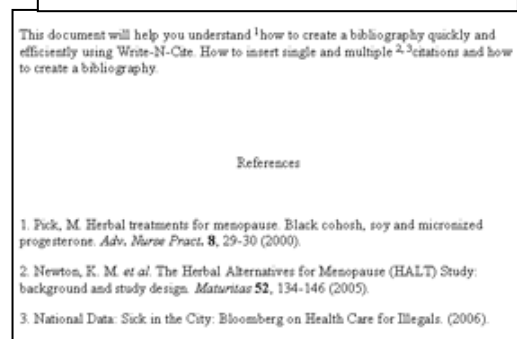 This document will help you understand ¹how to create a bibliography quickly and
efficiently using Write-N-Cite. How to insert single and multiple ²,³citations and how
to create a bibliography.
References
1. Pick, M. Herbal treatments for menopause. Black cohosh, soy and micronized
progesterone. Adv. Nurse Pract. 8, 29-30 (2000).
2. Newton, K. M. et al. The Herbal Alternatives for Menopause (HALT) Study:
background and study design. Maturitas 52, 134-146 (2005).
3. National Data: Sick in the City: Bloomberg on Health Care for Illegals. (2006).